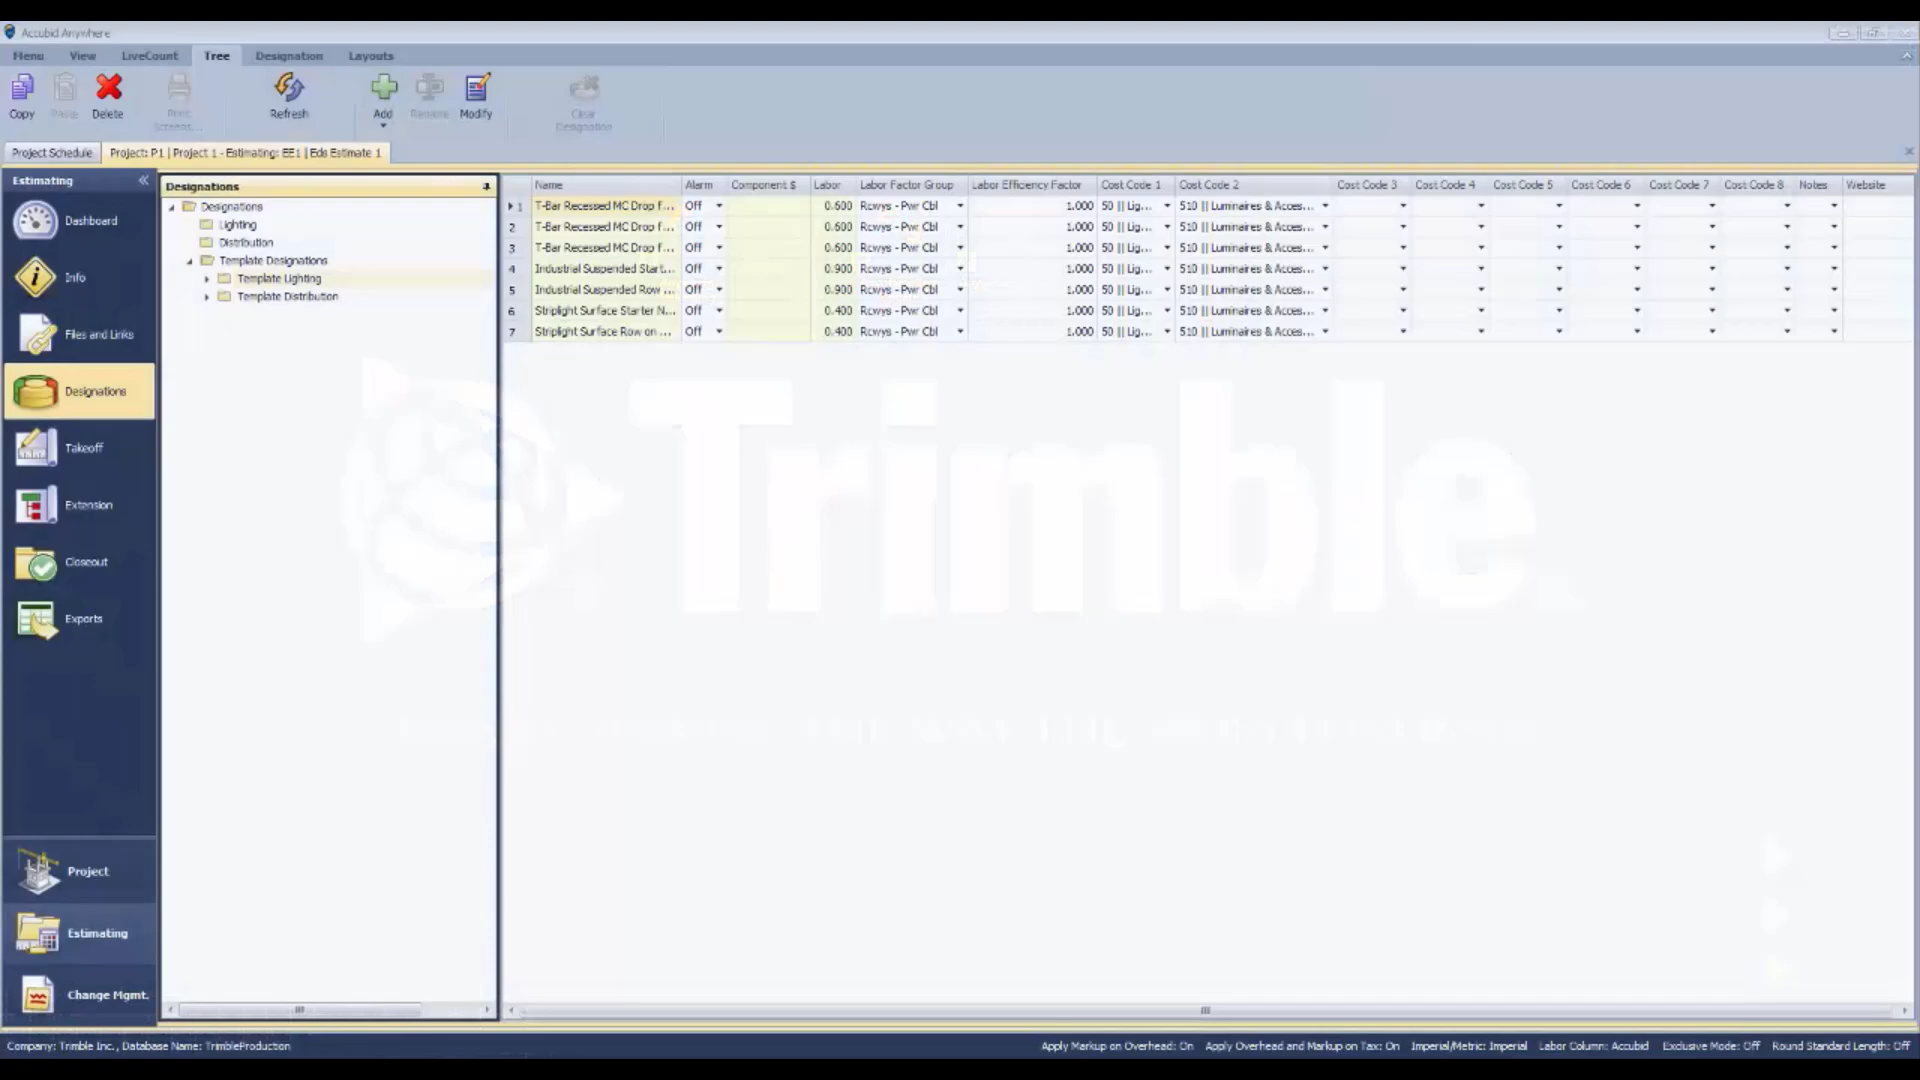 Accubid Anywhere
Menu View LiveCount Tree Designation Layouts
Copy Paste Delete Print Screens... Refresh Add Rename Modify Clear Designation
Project Schedule Project: P1 | Project 1 - Estimating: EE1 | Eds Estimate 1
Estimating
Dashboard
Info
Files and Links
Designations
Takeoff
Extension
Closeout
Exports
Project
Estimating
Change Mgmt.
Designations
Designations
Lighting
Distribution
Template Designations
Template Lighting
Template Distribution
Name Alarm Component $ Labor Labor Factor Group Labor Efficiency Factor Cost Code 1 Cost Code 2 Cost Code 3 Cost Code 4 Cost Code 5 Cost Code 6 Cost Code 7 Cost Code 8 Notes Website
1 T-Bar Recessed MC Drop f... Off 0.600 Rcwys - Pwr Cbl 1.000 50 || Lig... 510 || Luminaires & Acces...
2 T-Bar Recessed MC Drop f... Off 0.600 Rcwys - Pwr Cbl 1.000 50 || Lig... 510 || Luminaires & Acces...
3 T-Bar Recessed MC Drop f... Off 0.600 Rcwys - Pwr Cbl 1.000 50 || Lig... 510 || Luminaires & Acces...
4 Industrial Suspended Start... Off 0.900 Rcwys - Pwr Cbl 1.000 50 || Lig... 510 || Luminaires & Acces...
5 Industrial Suspended Row ... Off 0.900 Rcwys - Pwr Cbl 1.000 50 || Lig... 510 || Luminaires & Acces...
6 Striplight Surface Starter N... Off 0.400 Rcwys - Pwr Cbl 1.000 50 || Lig... 510 || Luminaires & Acces...
7 Striplight Surface Row on ... Off 0.400 Rcwys - Pwr Cbl 1.000 50 || Lig... 510 || Luminaires & Acces...
Trimble
THE WAY THE
Company: Trimble Inc., Database Name: TrimbleProduction Apply Markup on Overhead: On Apply Overhead and Markup on Tax: On Imperial/Metric: Imperial Labor Column: Accubid Exclusive Mode: Off Round Standard Length: Off